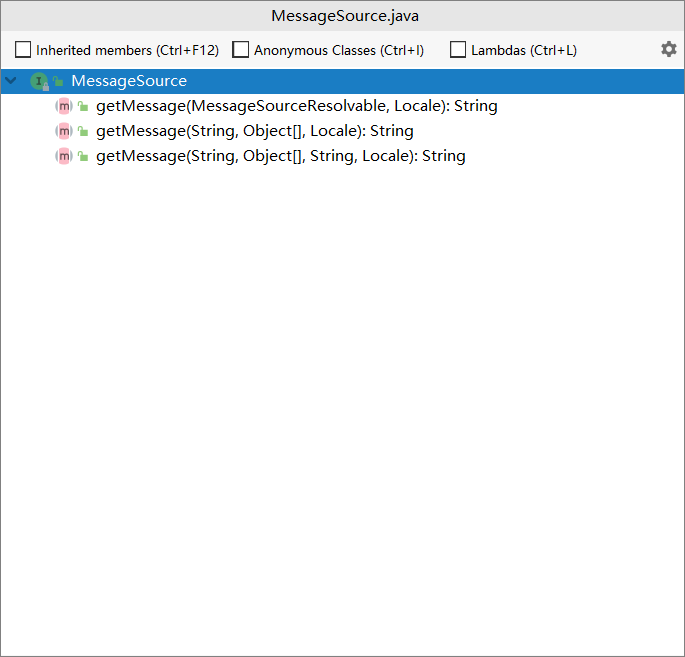 MessageSource.java
Inherited members (Ctrl+F12) Anonymous Classes (Ctrl+I) Lambdas (Ctrl+L)
I MessageSource
m getMessage(MessageSourceResolvable, Locale): String
m getMessage(String, Object[], Locale): String
m getMessage(String, Object[], String, Locale): String